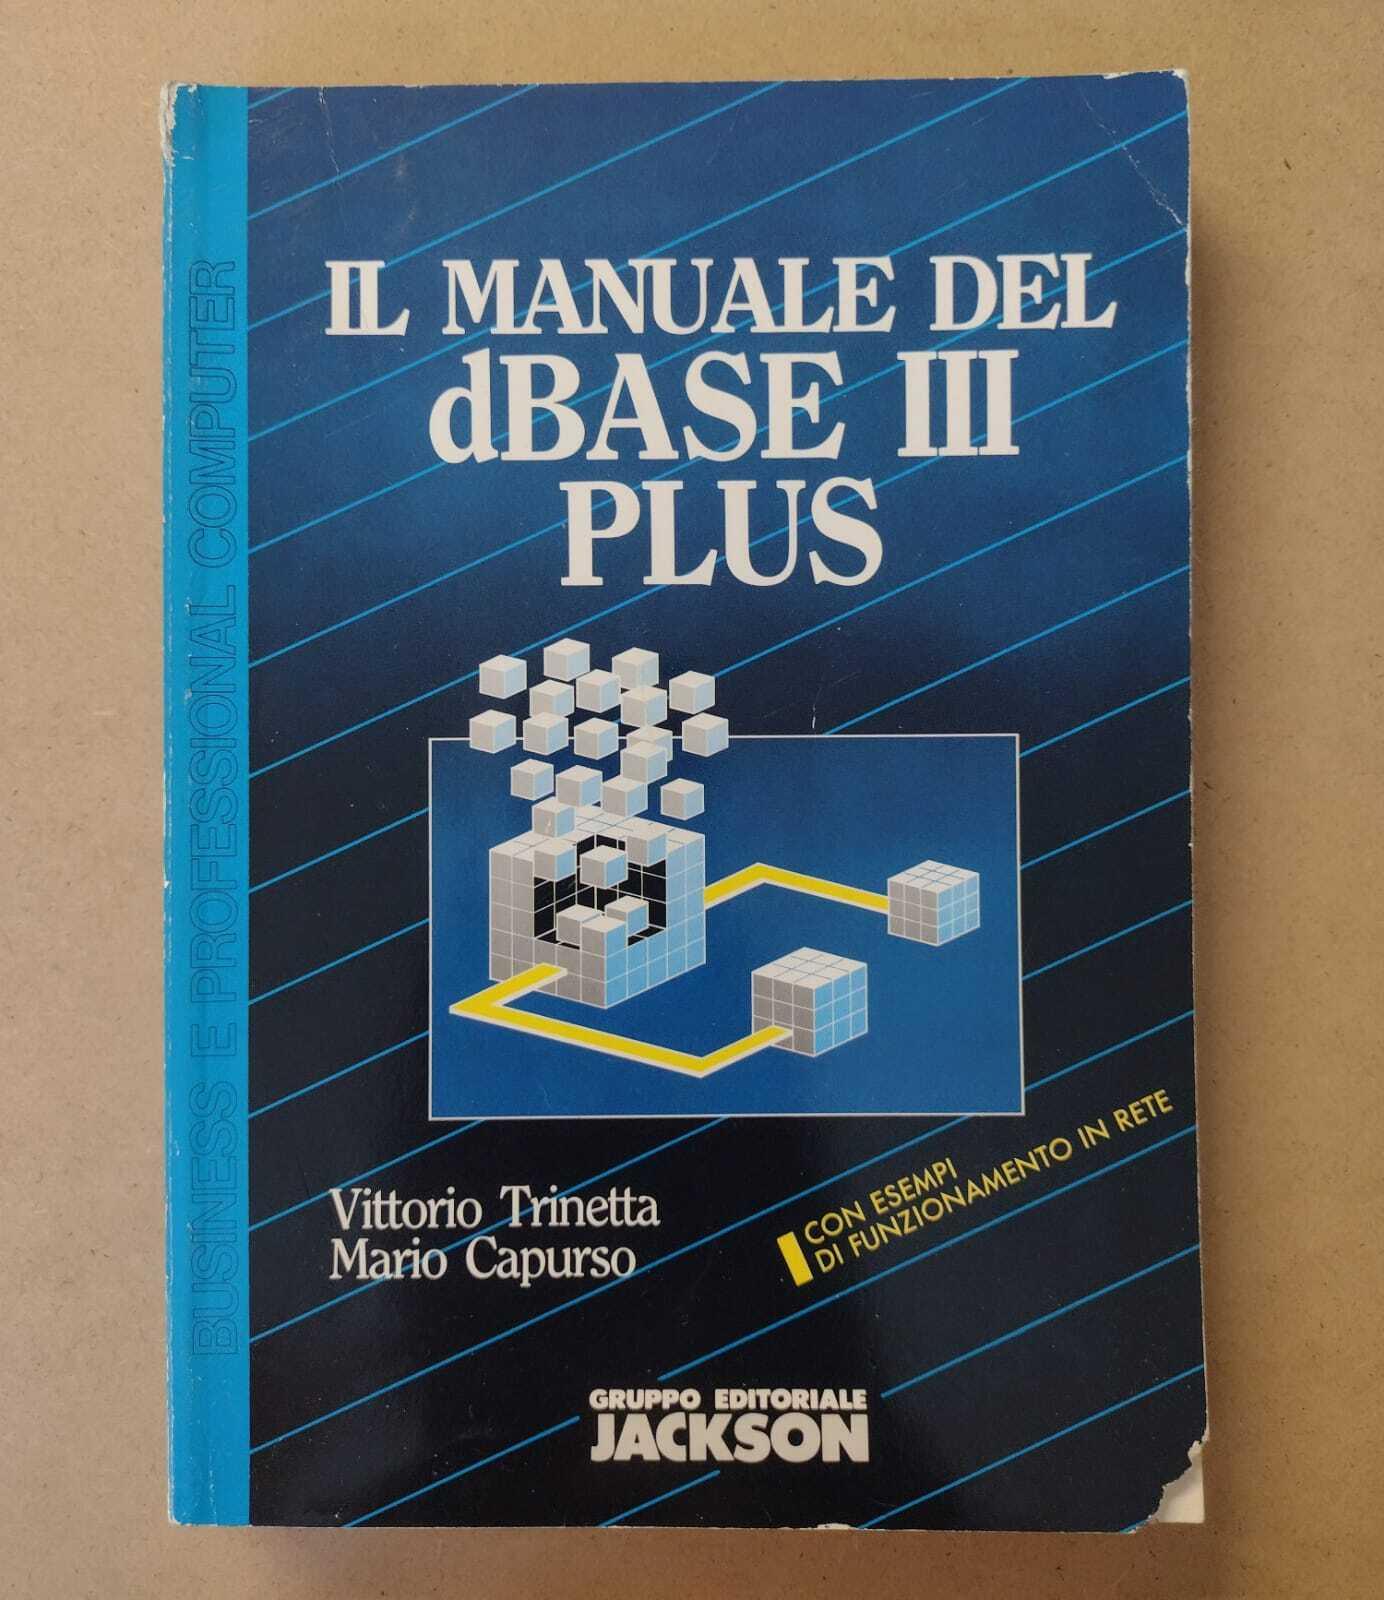 IL MANUALE DEL
dBASE III
PLUS
BUSINESS E PROFESSIONAL COMPUTER
Vittorio Trinetta
Mario Capurso
CON ESEMPI
DI FUNZIONAMENTO IN RETE
GRUPPO EDITORIALE
JACKSON